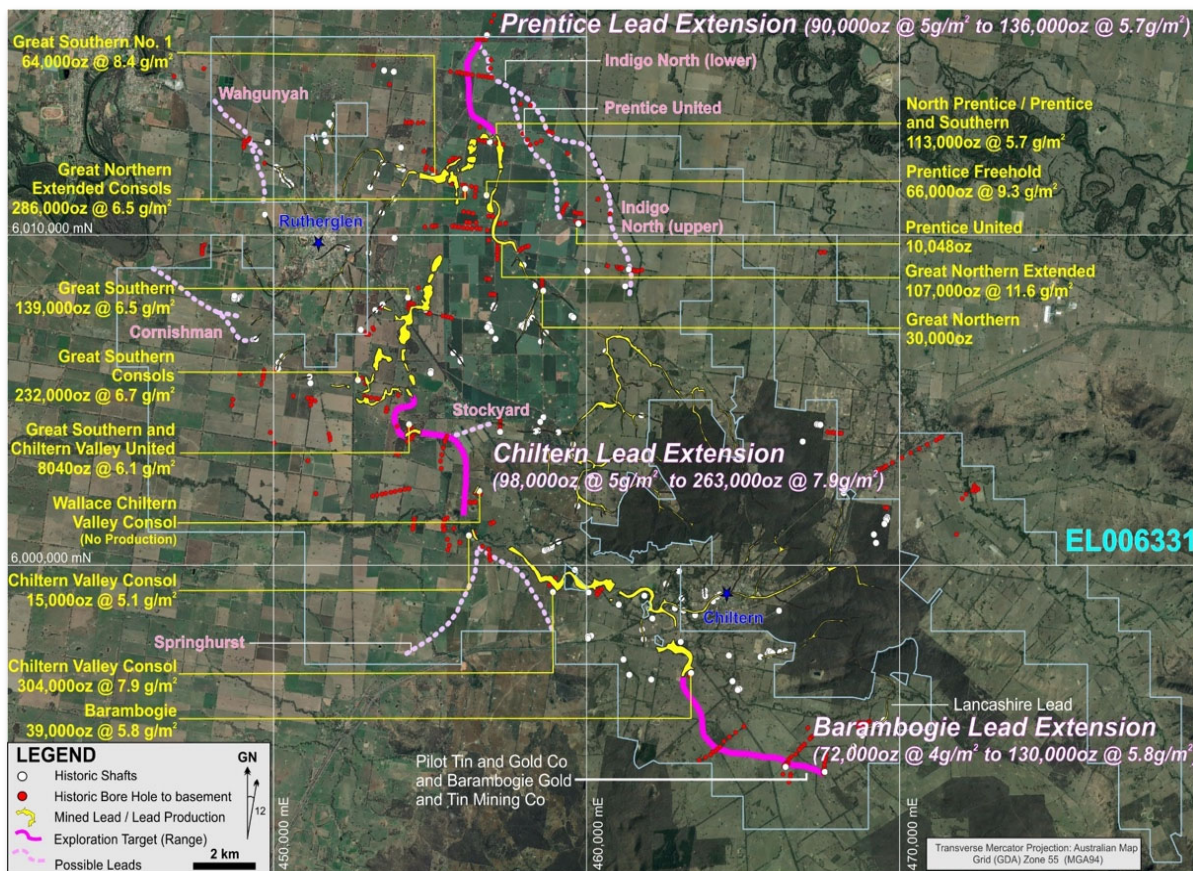 Prentice Lead Extension (90,000oz @ 5g/m² to 136,000oz @ 5.7g/m²)
Great Southern No. 1
64,000oz @ 8.4 g/m²
Wahgunyah
Indigo North (lower)
Prentice United
North Prentice / Prentice
and Southern
113,000oz @ 5.7 g/m²
Great Northern
Extended Consols
286,000oz @ 6.5 g/m²
Prentice Freehold
66,000oz @ 9.3 g/m²
Rutherglen
Indigo
North (upper)
6,010,000 mN
Prentice United
10,048oz
Great Northern Extended
107,000oz @ 11.6 g/m²
Great Northern
30,000oz
Great Southern
139,000oz @ 6.5 g/m²
Cornishman
Great Southern
Consols
232,000oz @ 6.7 g/m²
Stockyard
Great Southern and
Chiltern Valley United
8040oz @ 6.1 g/m²
Chiltern Lead Extension
(98,000oz @ 5g/m² to 263,000oz @ 7.9g/m²)
Wallace Chiltern
Valley Consol
(No Production)
EL006331
6,000,000 mN
Chiltern Valley Consol
15,000oz @ 5.1 g/m²
Chiltern
Springhurst
Chiltern Valley Consol
304,000oz @ 7.9 g/m²
Barambogie
39,000oz @ 5.8 g/m²
Lancashire Lead
Barambogie Lead Extension
(72,000oz @ 4g/m² to 130,000oz @ 5.8g/m²)
Pilot Tin and Gold Co
and Barambogie Gold
and Tin Mining Co
LEGEND
GN
12
Historic Shafts
Historic Bore Hole to basement
Mined Lead / Lead Production
Exploration Target (Range)
Possible Leads
2 km
450,000 mE
460,000 mE
470,000 mE
Transverse Mercator Projection: Australian Map
Grid (GDA) Zone 55 (MGA94)